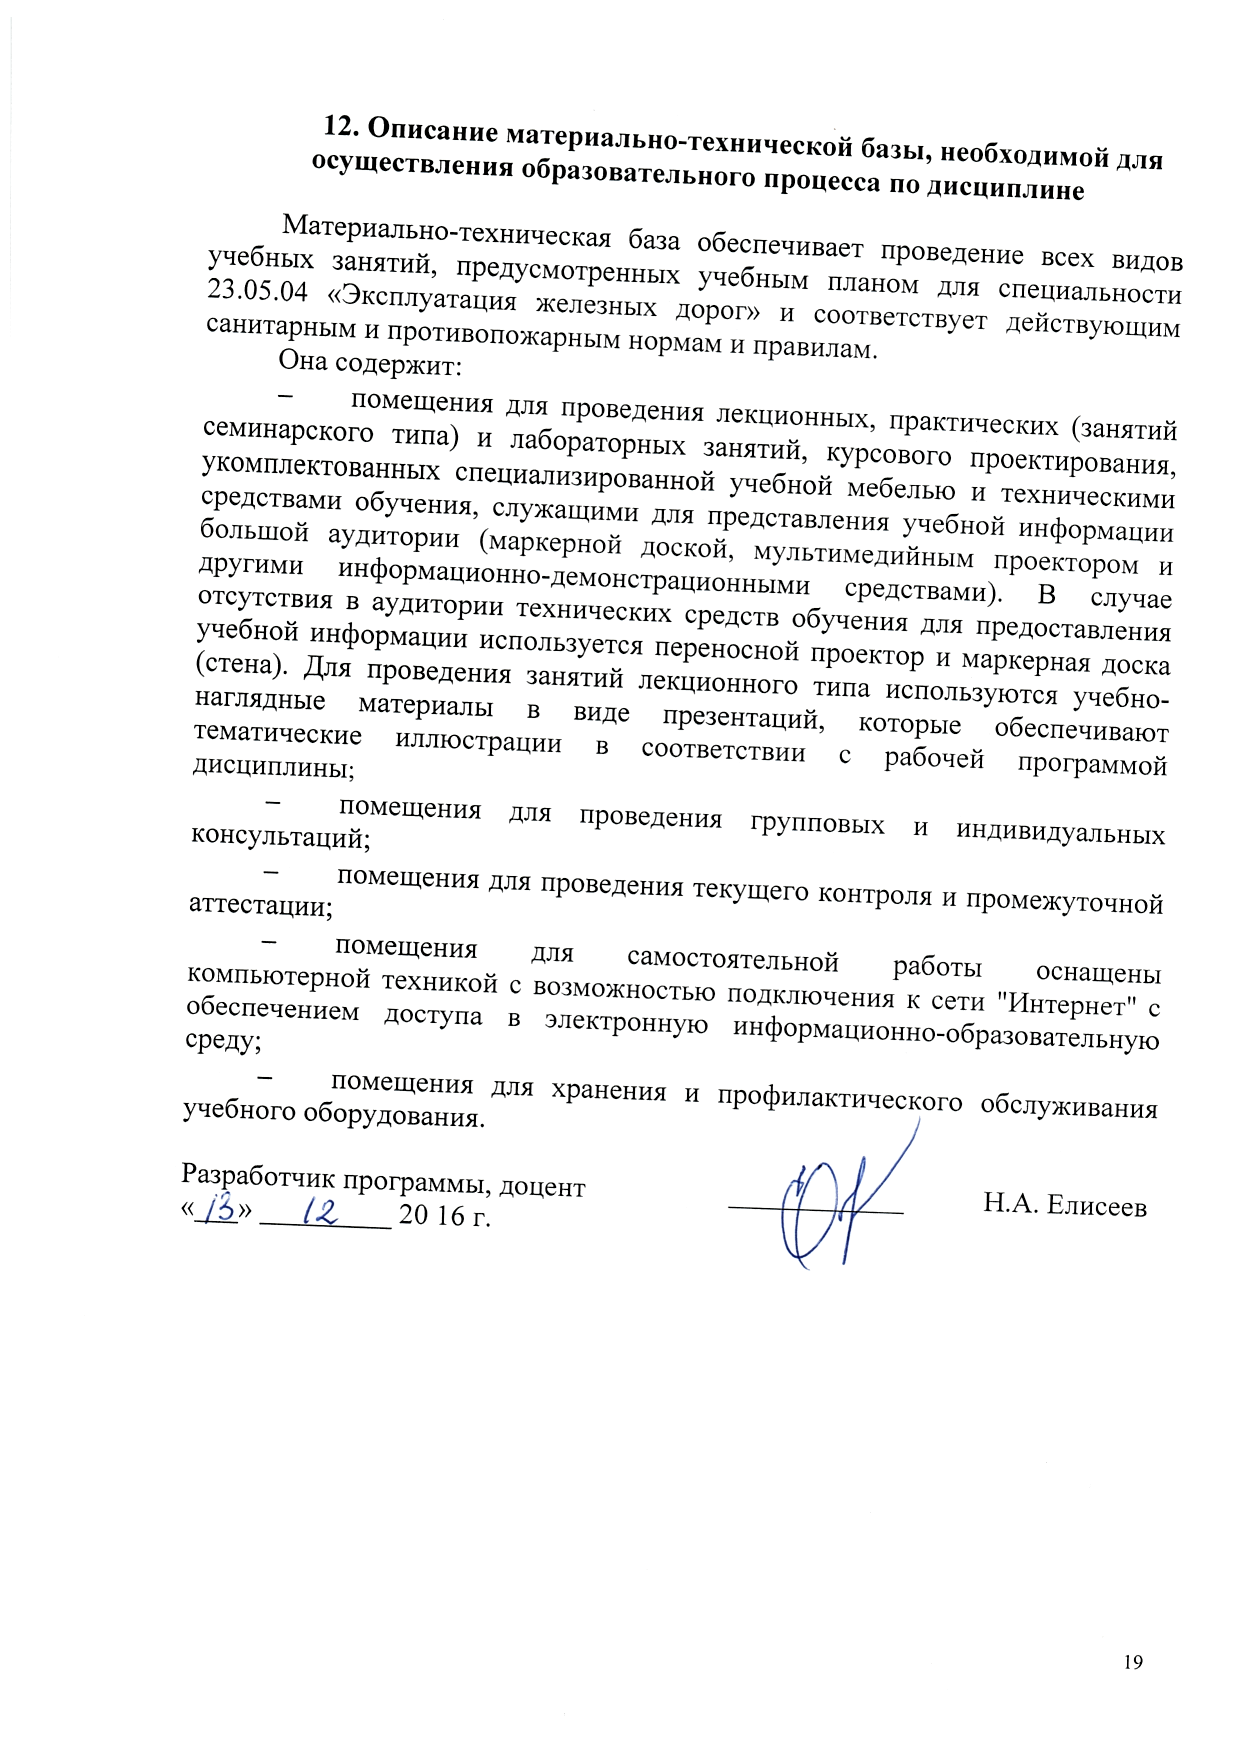 12. Описание материально-технической базы, необходимой для
осуществления образовательного процесса по дисциплине
Материально-техническая база обеспечивает проведение всех видов
учебных занятий, предусмотренных учебным планом для специальности
23.05.04 «Эксплуатация железных дорог» и соответствует действующим
санитарным и противопожарным нормам и правилам.
Она содержит:
− помещения для проведения лекционных, практических (занятий
семинарского типа) и лабораторных занятий, курсового проектирования,
укомплектованных специализированной учебной мебелью и техническими
средствами обучения, служащими для представления учебной информации
большой аудитории (маркерной доской, мультимедийным проектором и
другими информационно-демонстрационными средствами). В случае
отсутствия в аудитории технических средств обучения для предоставления
учебной информации используется переносной проектор и маркерная доска
(стена). Для проведения занятий лекционного типа используются учебно-
наглядные материалы в виде презентаций, которые обеспечивают
тематические иллюстрации в соответствии с рабочей программой
дисциплины;
− помещения для проведения групповых и индивидуальных
консультаций;
− помещения для проведения текущего контроля и промежуточной
аттестации;
− помещения для самостоятельной работы оснащены
компьютерной техникой с возможностью подключения к сети "Интернет" с
обеспечением доступа в электронную информационно-образовательную
среду;
− помещения для хранения и профилактического обслуживания
учебного оборудования.
Разработчик программы, доцент Н.А. Елисеев
«13» 12 20 16 г.
19